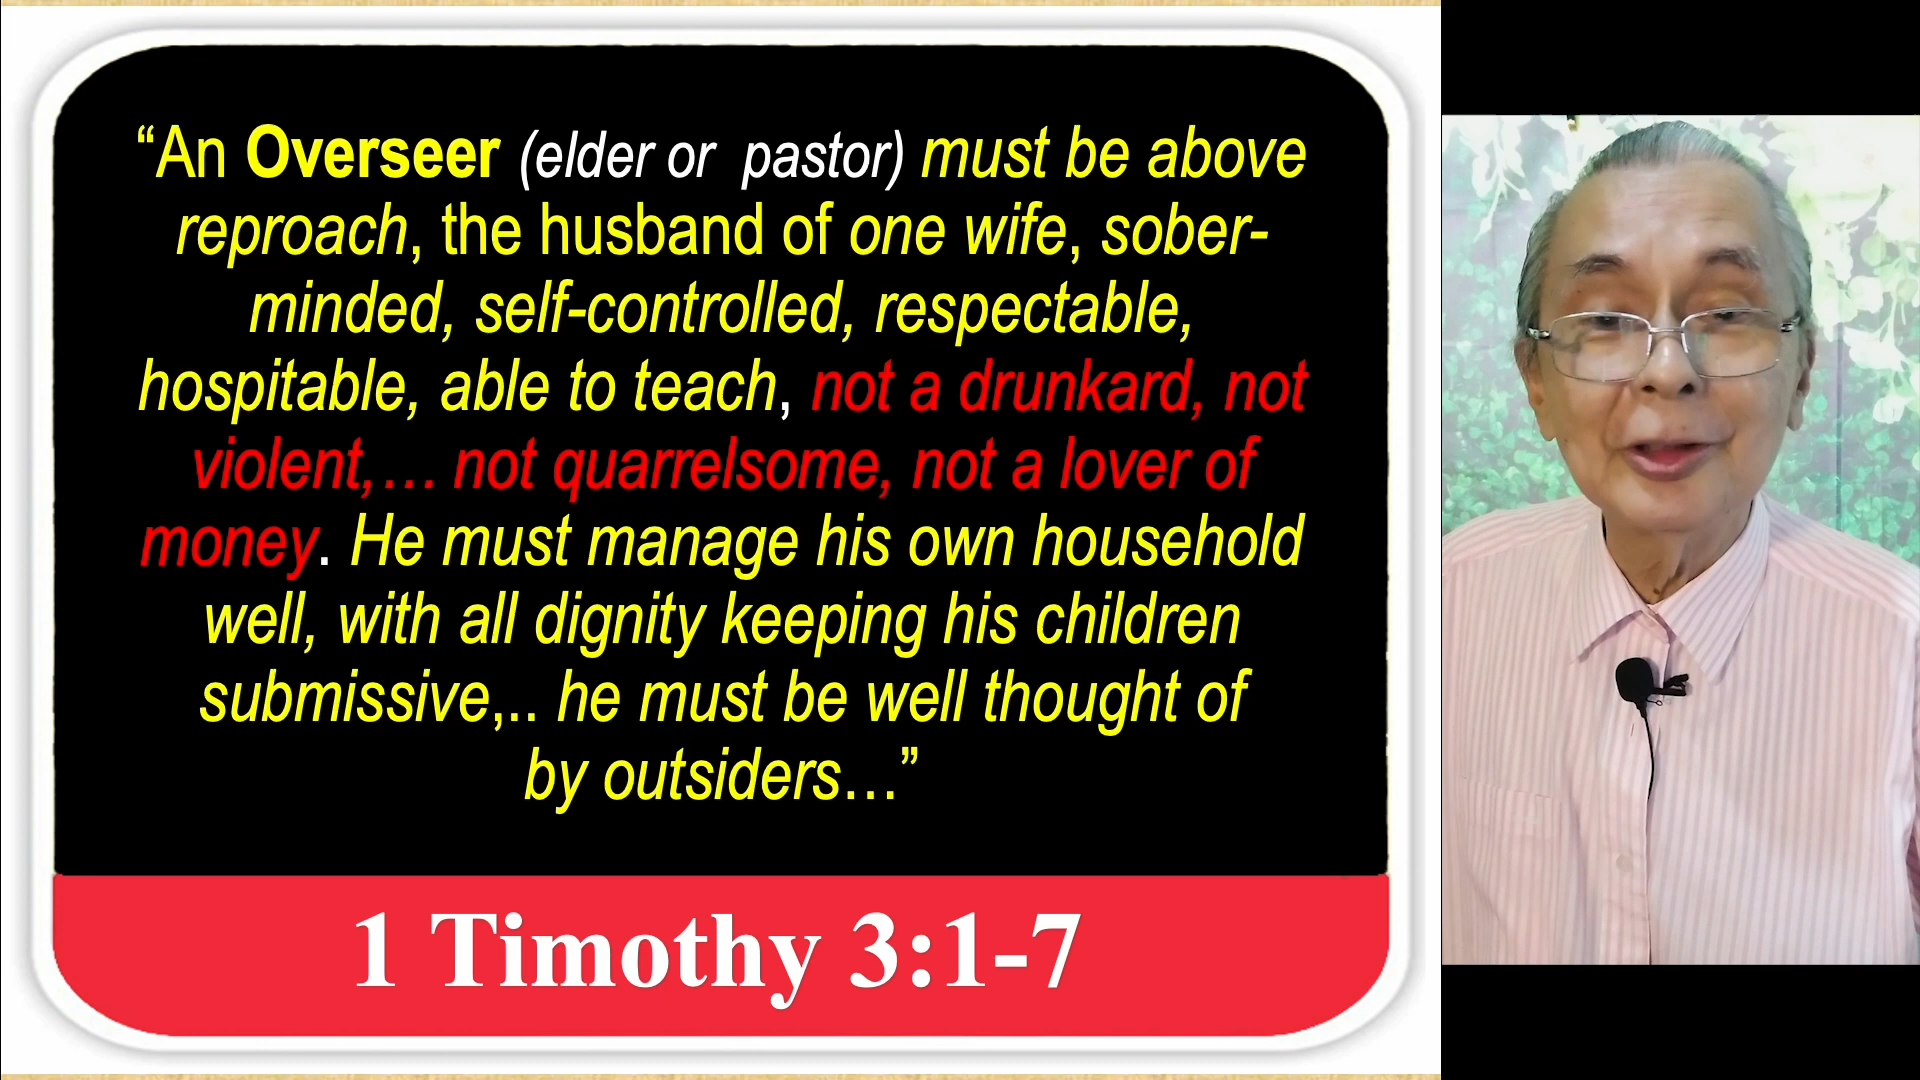 “An Overseer (elder or pastor) must be above
reproach, the husband of one wife, sober-
minded, self-controlled, respectable,
hospitable, able to teach, not a drunkard, not
violent,… not quarrelsome, not a lover of
money. He must manage his own household
well, with all dignity keeping his children
submissive,.. he must be well thought of
by outsiders…”
1 Timothy 3:1-7